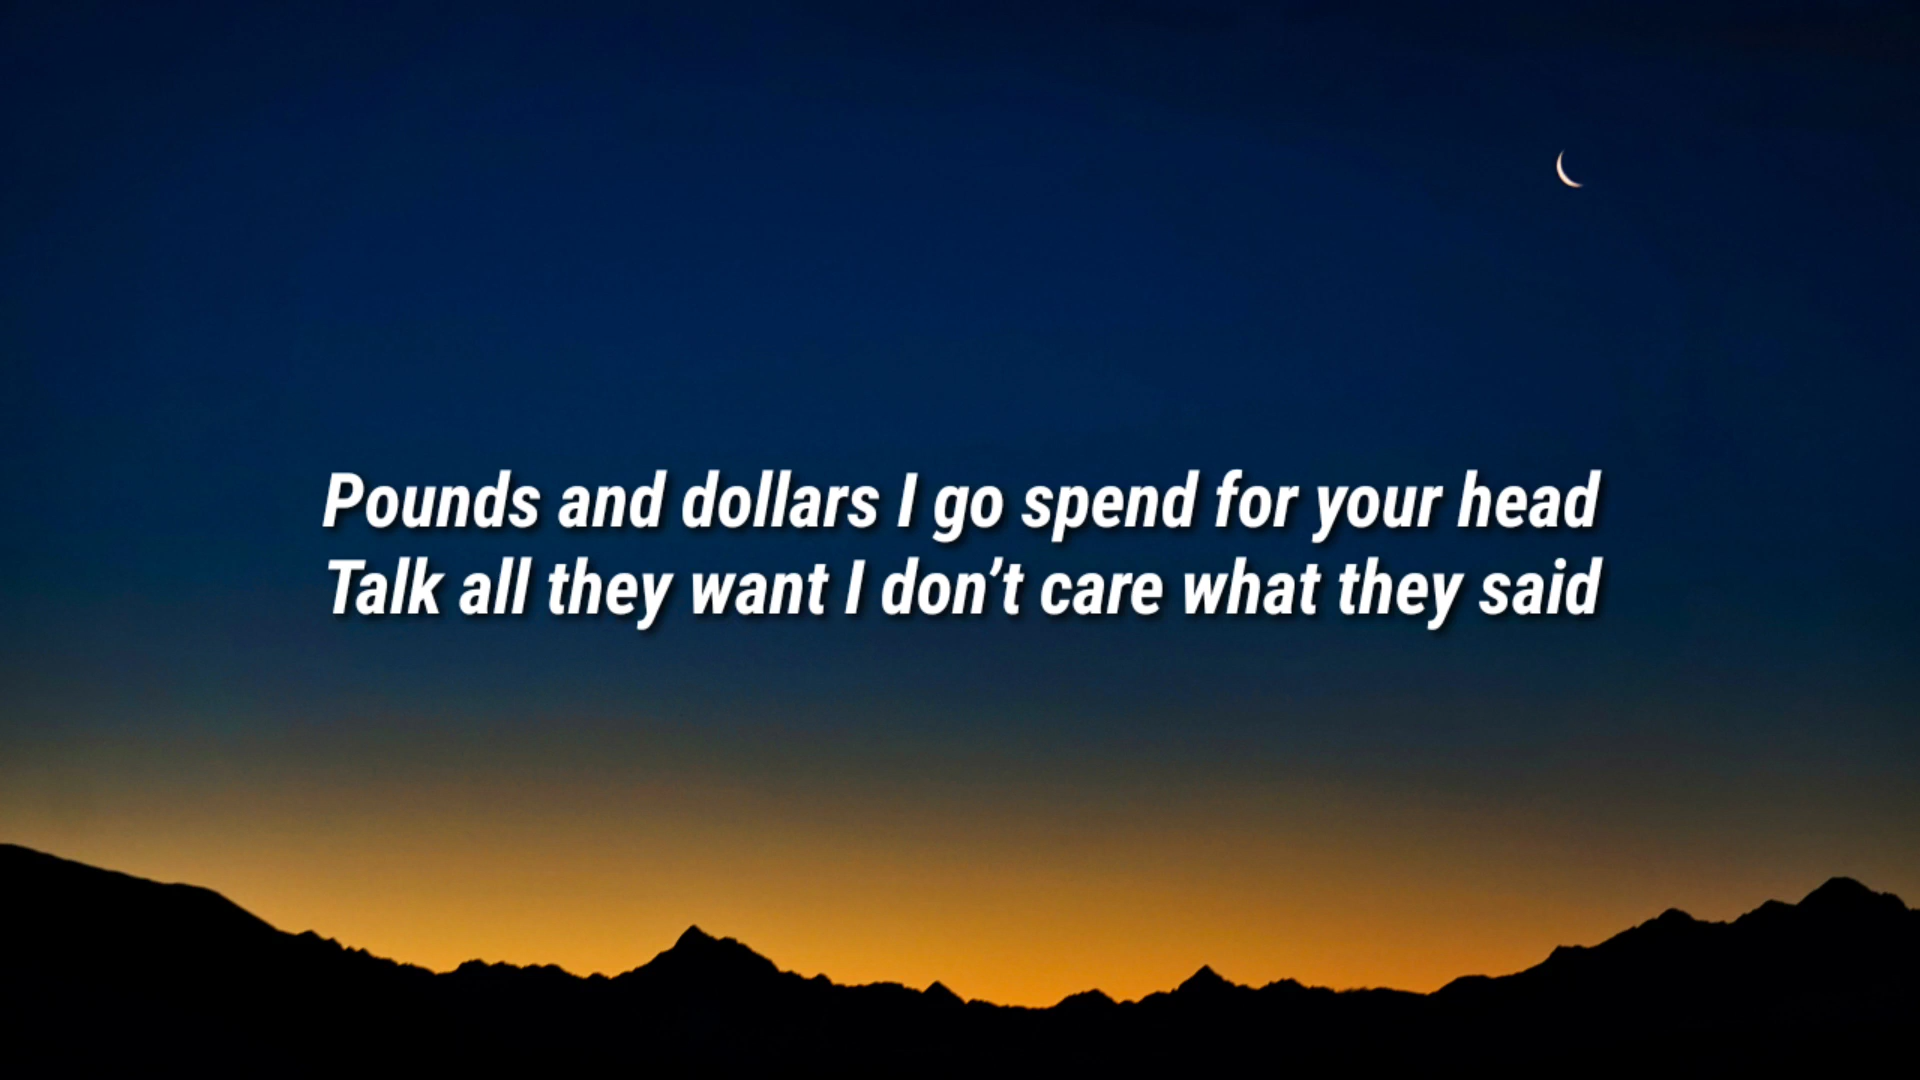 Pounds and dollars I go spend for your head
Talk all they want I don’t care what they said